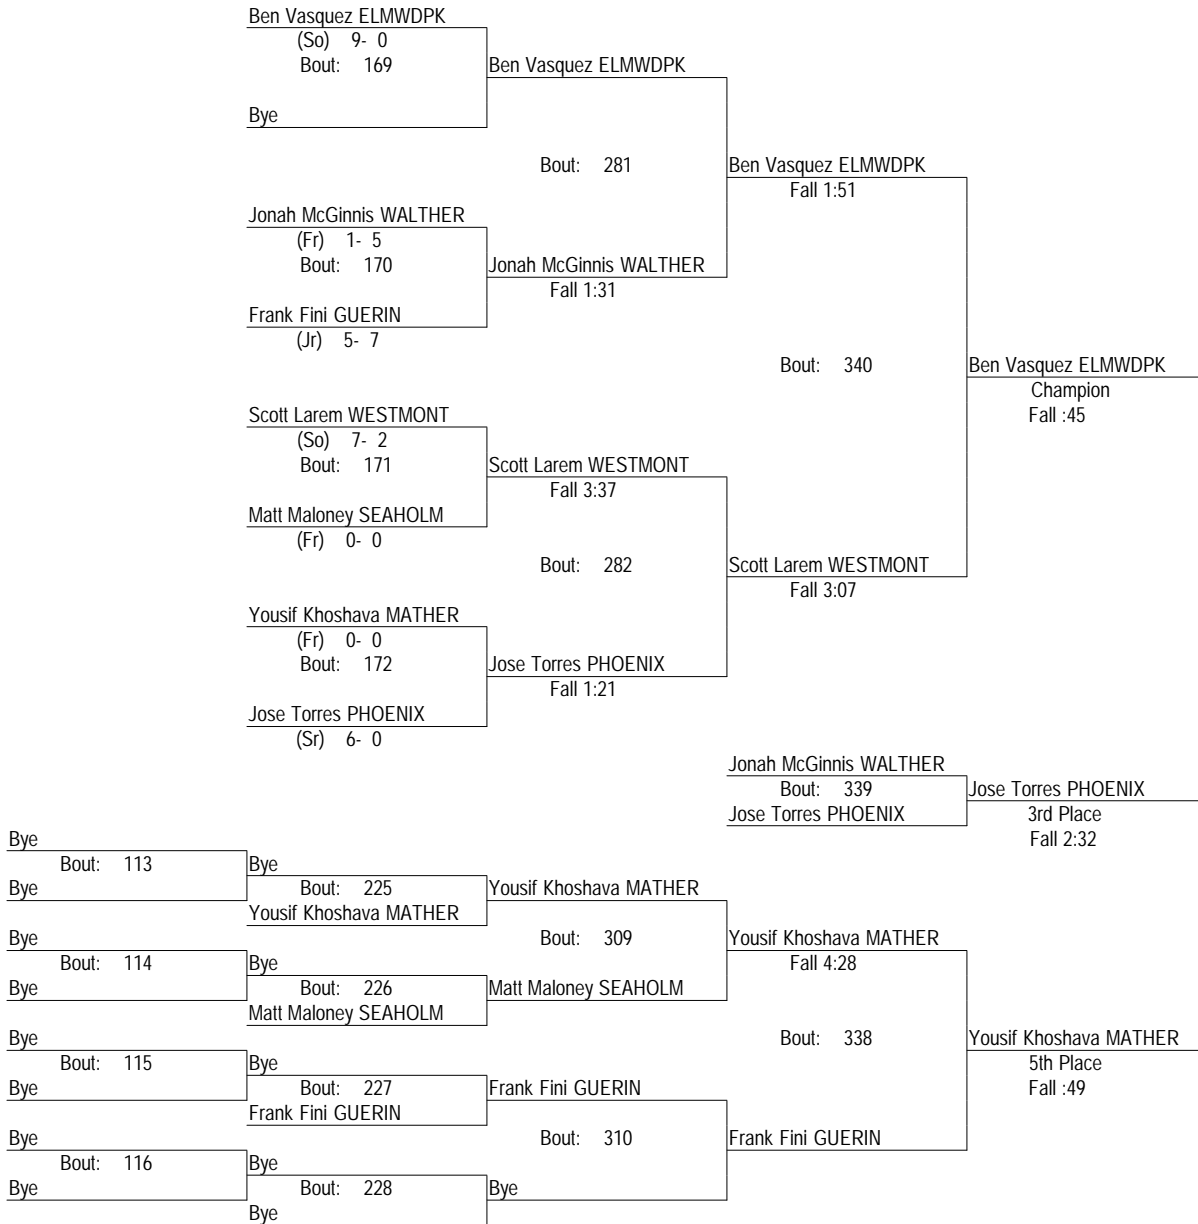 Ben Vasquez ELMWDPK
(So) 9- 0
Bout: 169
Ben Vasquez ELMWDPK
Bye
Bout: 281
Ben Vasquez ELMWDPK
Fall 1:51
Jonah McGinnis WALTHER
(Fr) 1- 5
Bout: 170
Jonah McGinnis WALTHER
Fall 1:31
Frank Fini GUERIN
(Jr) 5- 7
Bout: 340
Ben Vasquez ELMWDPK
Champion
Fall :45
Scott Larem WESTMONT
(So) 7- 2
Bout: 171
Scott Larem WESTMONT
Fall 3:37
Matt Maloney SEAHOLM
(Fr) 0- 0
Bout: 282
Scott Larem WESTMONT
Fall 3:07
Yousif Khoshava MATHER
(Fr) 0- 0
Bout: 172
Jose Torres PHOENIX
Fall 1:21
Jose Torres PHOENIX
(Sr) 6- 0
Jonah McGinnis WALTHER
Bout: 339
Jose Torres PHOENIX
Jose Torres PHOENIX
3rd Place
Fall 2:32
Bye
Bout: 113
Bye
Bye
Bout: 225
Yousif Khoshava MATHER
Yousif Khoshava MATHER
Bye
Bout: 114
Bye
Bye
Bout: 226
Matt Maloney SEAHOLM
Bout: 309
Matt Maloney SEAHOLM
Yousif Khoshava MATHER
Fall 4:28
Bye
Bout: 115
Bye
Bye
Bout: 227
Frank Fini GUERIN
Frank Fini GUERIN
Bout: 338
Yousif Khoshava MATHER
5th Place
Fall :49
Bye
Bout: 116
Bye
Bye
Bout: 228
Bye
Bout: 310
Bye
Frank Fini GUERIN